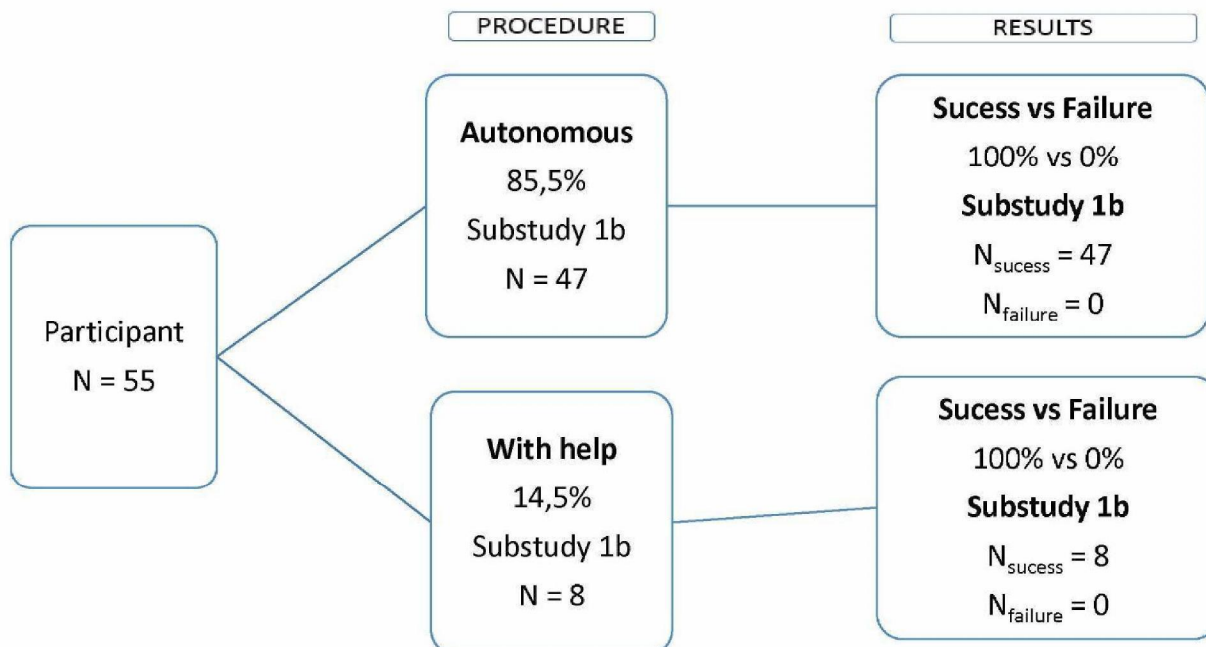 PROCEDURE
RESULTS
Participant
N = 55
Autonomous
85,5%
Substudy 1b
N = 47
Sucess vs Failure
100% vs 0%
Substudy 1b
Nsucess = 47
Nfailure = 0
With help
14,5%
Substudy 1b
N = 8
Sucess vs Failure
100% vs 0%
Substudy 1b
Nsucess = 8
Nfailure = 0